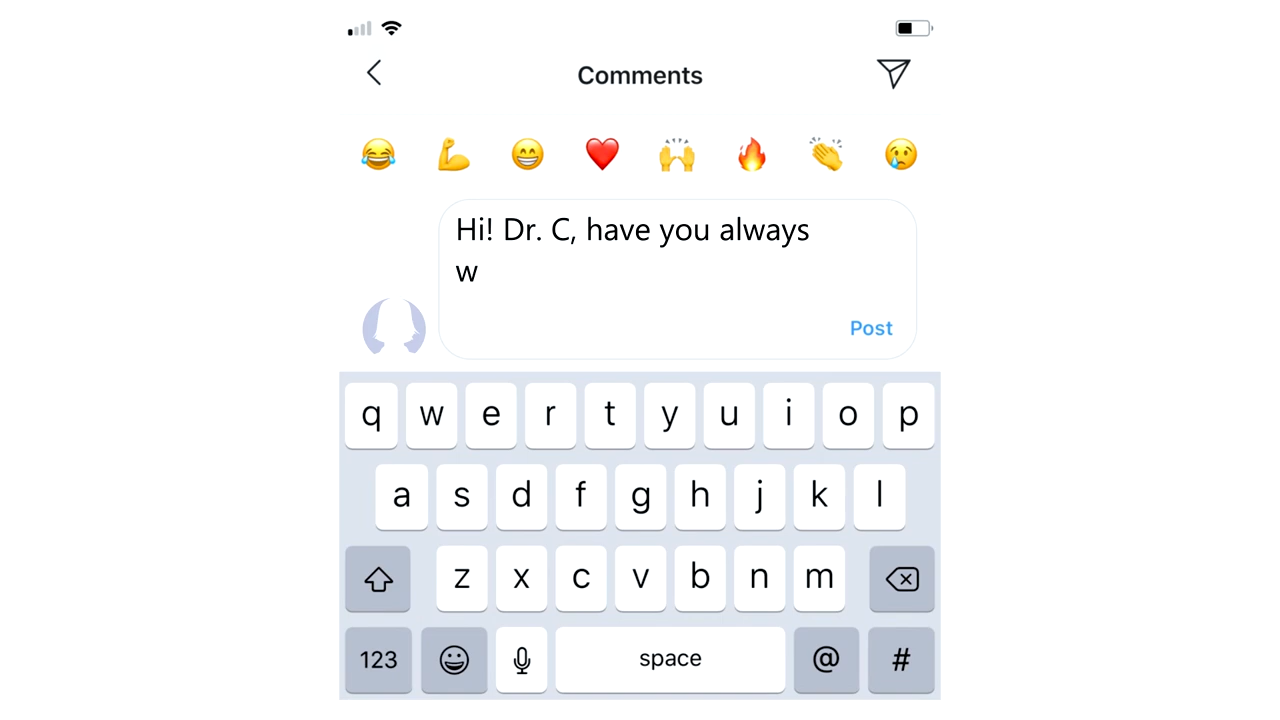 Comments
Hi! Dr. C, have you always
w
Post
q w e r t y u i o p
a s d f g h j k l
z x c v b n m
123 space @ #